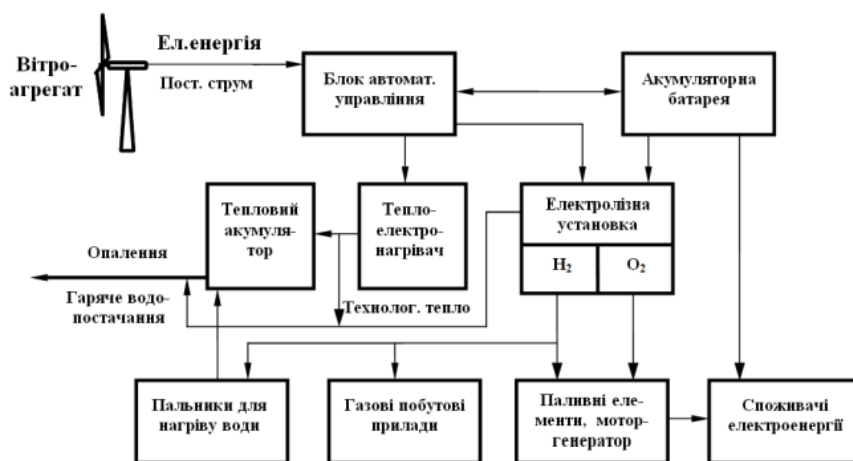 Ел.енергія
Вітро-
агрегат
Пост. струм
Блок автомат.
управління
Акумуляторна
батарея
Тепловий
акумуля-
тор
Тепло-
електро-
нагрівач
Електролізна
установка
H₂
O₂
Опалення
Гаряче водо-
постачання
Технолог. тепло
Пальники для
нагріву води
Газові побутові
прилади
Паливні еле-
менти, мотор-
генератор
Споживачі
електроенергії